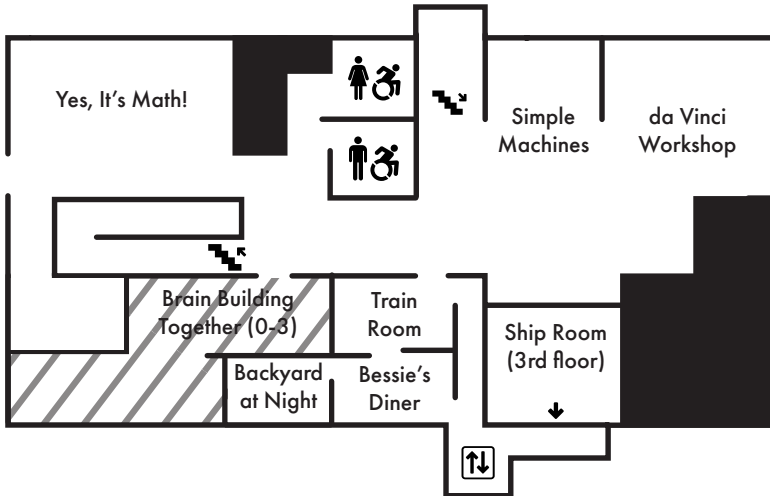 Yes, It's Math!
Simple
Machines
da Vinci
Workshop
Brain Building
Together (0-3)
Train
Room
Ship Room
(3rd floor)
Backyard
at Night
Bessie's
Diner